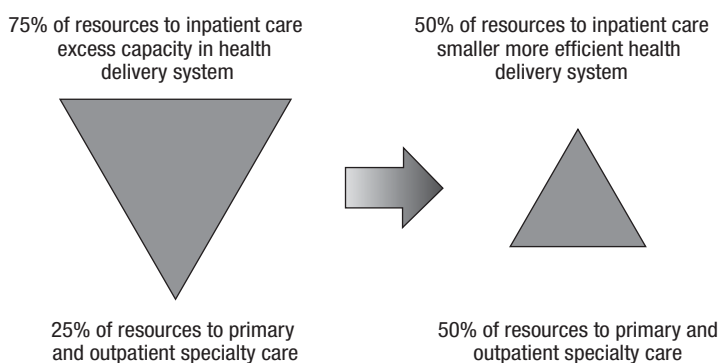 75% of resources to inpatient care
excess capacity in health
delivery system
50% of resources to inpatient care
smaller more efficient health
delivery system
25% of resources to primary
and outpatient specialty care
50% of resources to primary and
outpatient specialty care